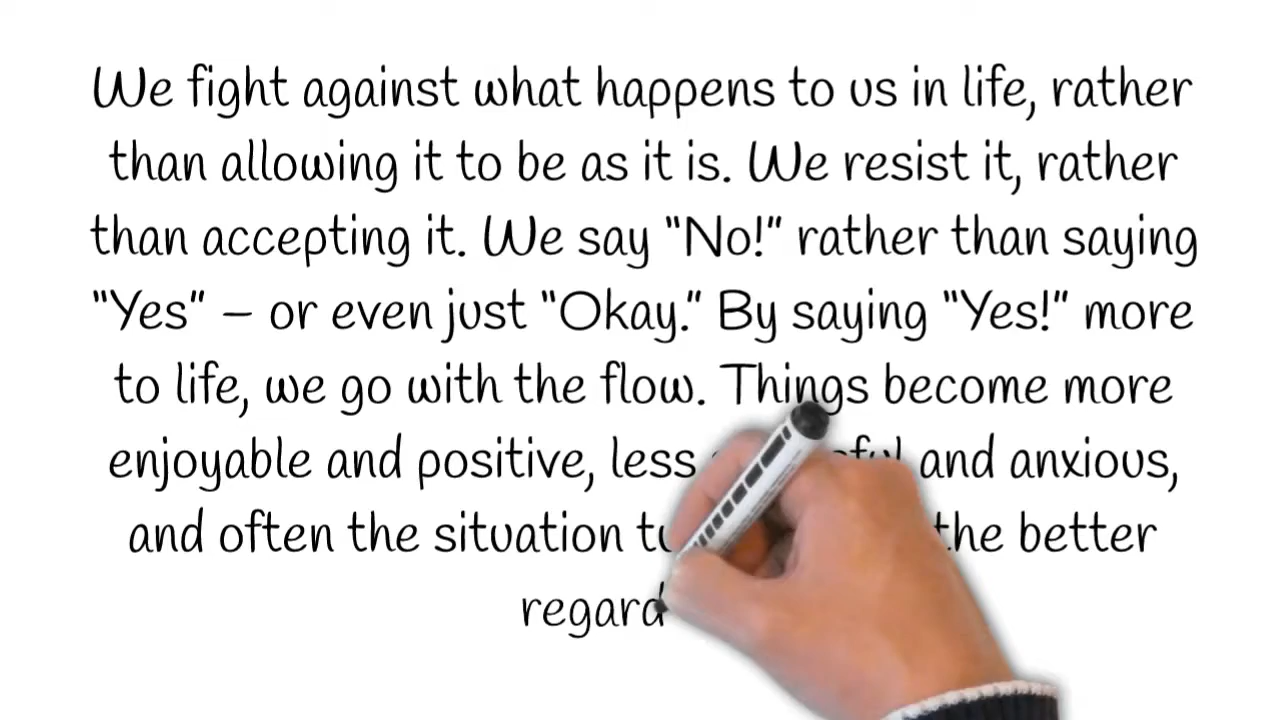 We fight against what happens to us in life, rather
than allowing it to be as it is. We resist it, rather
than accepting it. We say "No!" rather than saying
"Yes" – or even just "Okay." By saying "Yes!" more
to life, we go with the flow. Things become more
enjoyable and positive, less and anxious,
and often the situation the better
regard